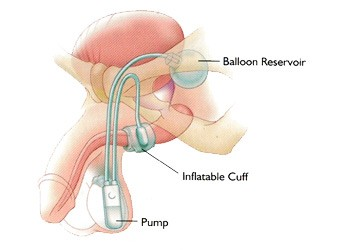 Balloon Reservoir
Inflatable Cuff
Pump